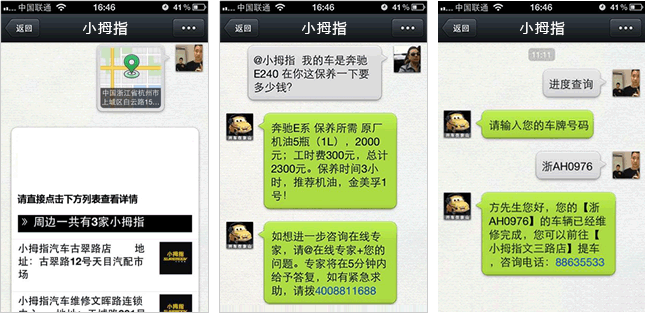 中国联通 16:46 41%
返回 小拇指
中国浙江省杭州市
上城区白云路15...
请直接点击下方列表查看详情
» 周边一共有3家小拇指
小拇指汽车古翠路店 地
址：古翠路12号天目汽配市
场
小拇指
小拇指汽车维修文晖路连锁
小拇指
中国联通 16:46 41%
返回 小拇指
@小拇指 我的车是奔驰
E240 在你这保养一下要
多少钱?
奔驰E系 保养所需 原厂
机油5瓶（1L），2000
元；工时费300元，总计
2300元。保养时间3小
时，推荐机油，金美孚1
号！
如想进一步咨询在线专
家，请@在线专家+您的
问题。专家将在5分钟内
给予答复，如有紧急求
助，请拨4008811688
中国联通 16:46 41%
返回 小拇指
11:11
进度查询
请输入您的车牌号码
浙AH0976
方先生您好，您的【浙
AH0976】的车辆已经维
修完成，您可以前往【
小拇指文三路店】提车
，咨询电话：88635533